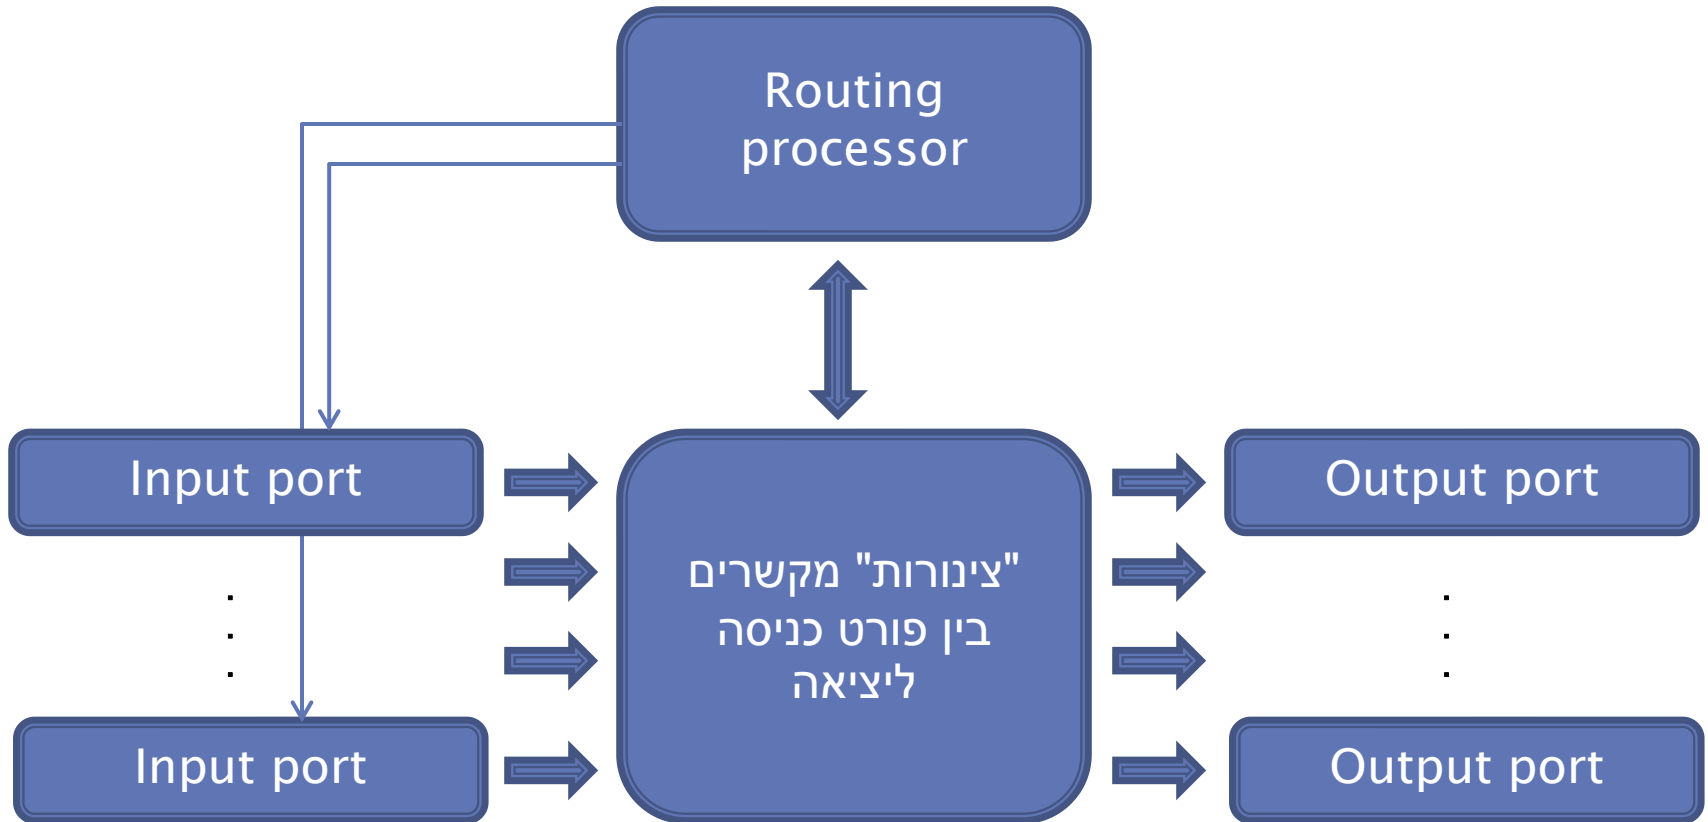 Routing
processor
Input port
"צינורות" מקשרים
בין פורט כניסה
ליציאה
Output port
.
.
.
.
.
.
Input port
Output port